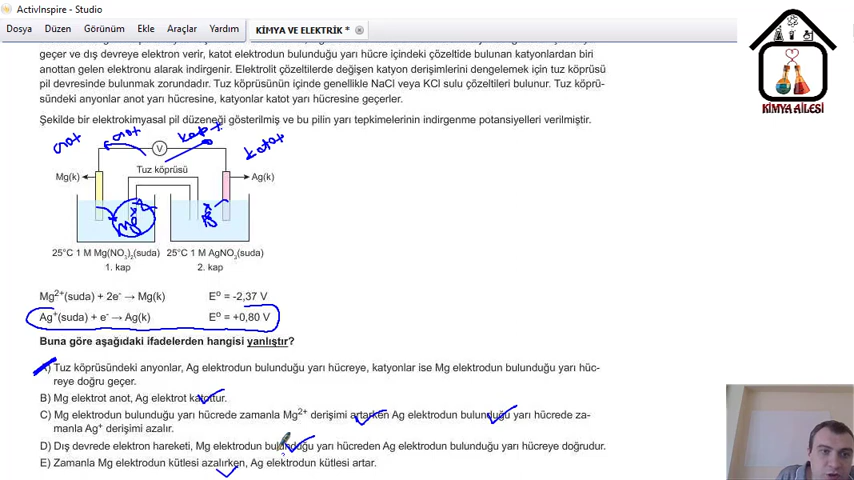 ActivInspire - Studio
Dosya Düzen Görünüm Ekle Araçlar Yardım KİMYA VE ELEKTRİK *
geçer ve dış devreye elektron verir, katot elektrodun bulunduğu yarı hücre içindeki çözeltide bulunan katyonlardan biri
anottan gelen elektronu alarak indirgenir. Elektrolit çözeltilerde değişen katyon derişimlerini dengelemek için tuz köprüsü
pil devresinde bulunmak zorundadır. Tuz köprüsünün içinde genellikle NaCl veya KCl sulu çözeltileri bulunur. Tuz köprü-
sündeki anyonlar anot yarı hücresine, katyonlar katot yarı hücresine geçerler.
Şekilde bir elektrokimyasal pil düzeneği gösterilmiş ve bu pilin yarı tepkimelerinin indirgenme potansiyelleri verilmiştir.
KİMYA AİLESİ
anot
katot
V
Mg(k)
Tuz köprüsü
Ag(k)
25°C 1 M Mg(NO3)2(suda) 25°C 1 M AgNO3(suda)
1. kap 2. kap
Mg2+(suda) + 2e- → Mg(k) Eo = -2,37 V
Ag+(suda) + e- → Ag(k) Eo = +0,80 V
Buna göre aşağıdaki ifadelerden hangisi yanlıştır?
A) Tuz köprüsündeki anyonlar, Ag elektrodun bulunduğu yarı hücreye, katyonlar ise Mg elektrodun bulunduğu yarı hüc-
reye doğru geçer.
B) Mg elektrot anot, Ag elektrot katottur.
C) Mg elektrodun bulunduğu yarı hücrede zamanla Mg2+ derişimi artarken Ag elektrodun bulunduğu yarı hücrede za-
manla Ag+ derişimi azalır.
D) Dış devrede elektron hareketi, Mg elektrodun bulunduğu yarı hücreden Ag elektrodun bulunduğu yarı hücreye doğrudur.
E) Zamanla Mg elektrodun kütlesi azalırken, Ag elektrodun kütlesi artar.